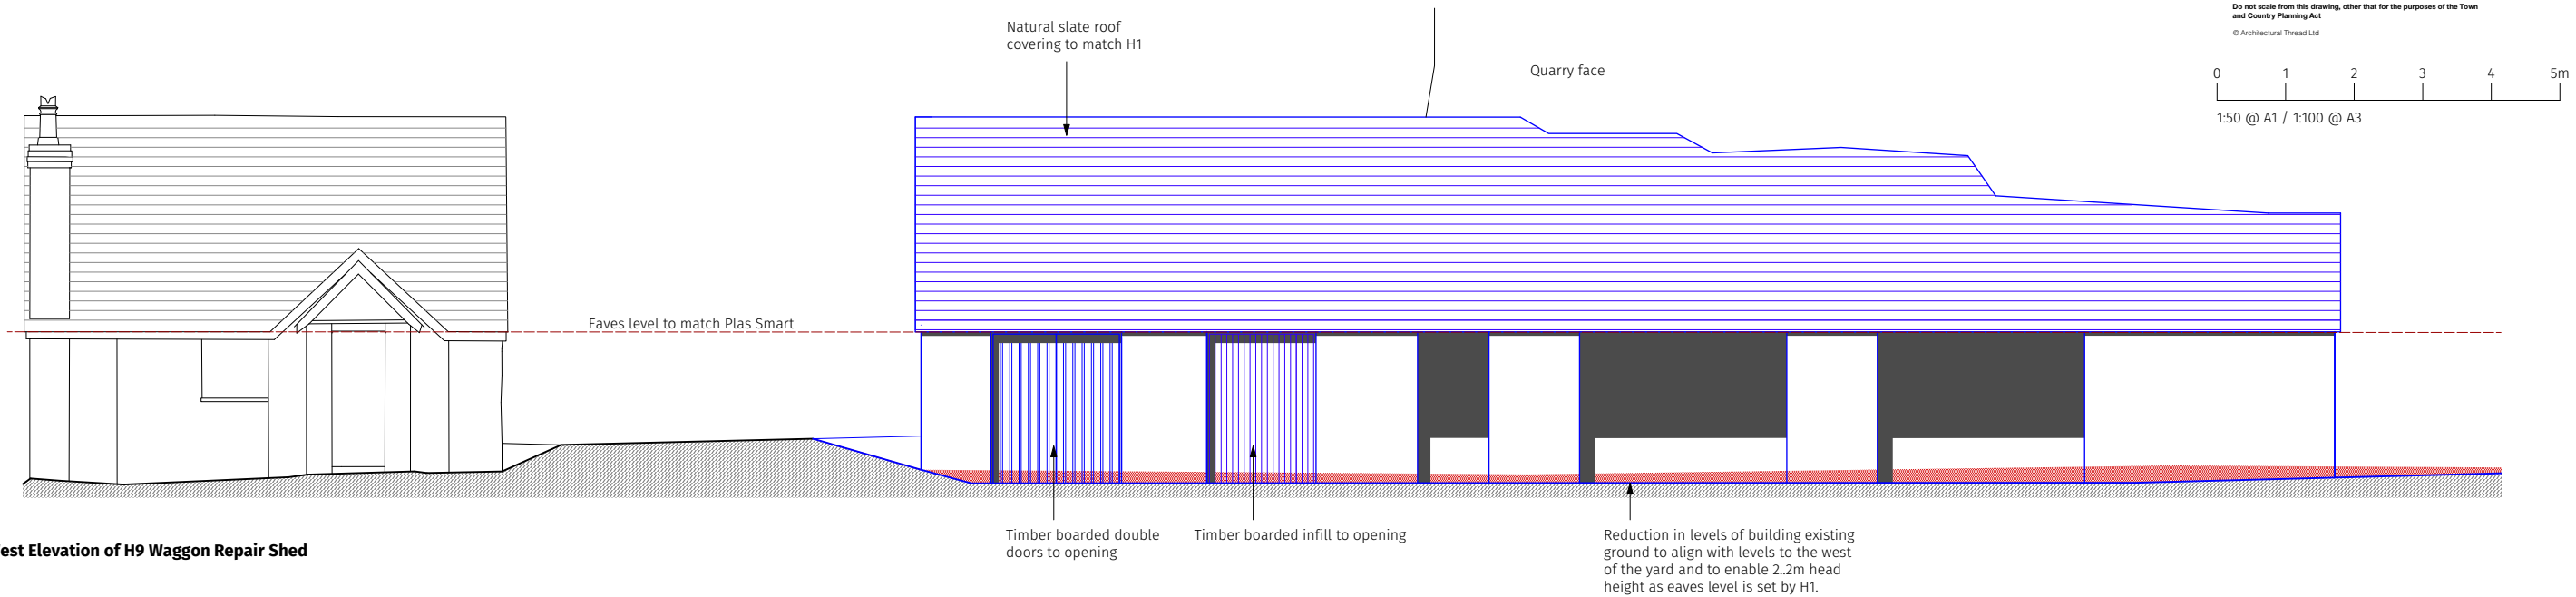 Do not scale from this drawing, other that for the purposes of the Town
and Country Planning Act
© Architectural Thread Ltd
Natural slate roof
covering to match H1
Quarry face
0 1 2 3 4 5m
1:50 @ A1 / 1:100 @ A3
Eaves level to match Plas Smart
Timber boarded double
doors to opening
Timber boarded infill to opening
Reduction in levels of building existing
ground to align with levels to the west
of the yard and to enable 2..2m head
height as eaves level is set by H1.
est Elevation of H9 Waggon Repair Shed